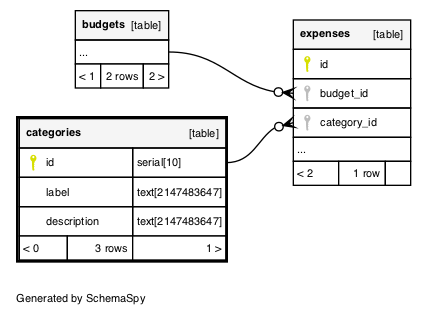 budgets [table]
...
< 1 2 rows 2 >
expenses [table]
id
budget_id
category_id
...
< 2 1 row
categories [table]
id serial[10]
label text[2147483647]
description text[2147483647]
< 0 3 rows 1 >
Generated by SchemaSpy